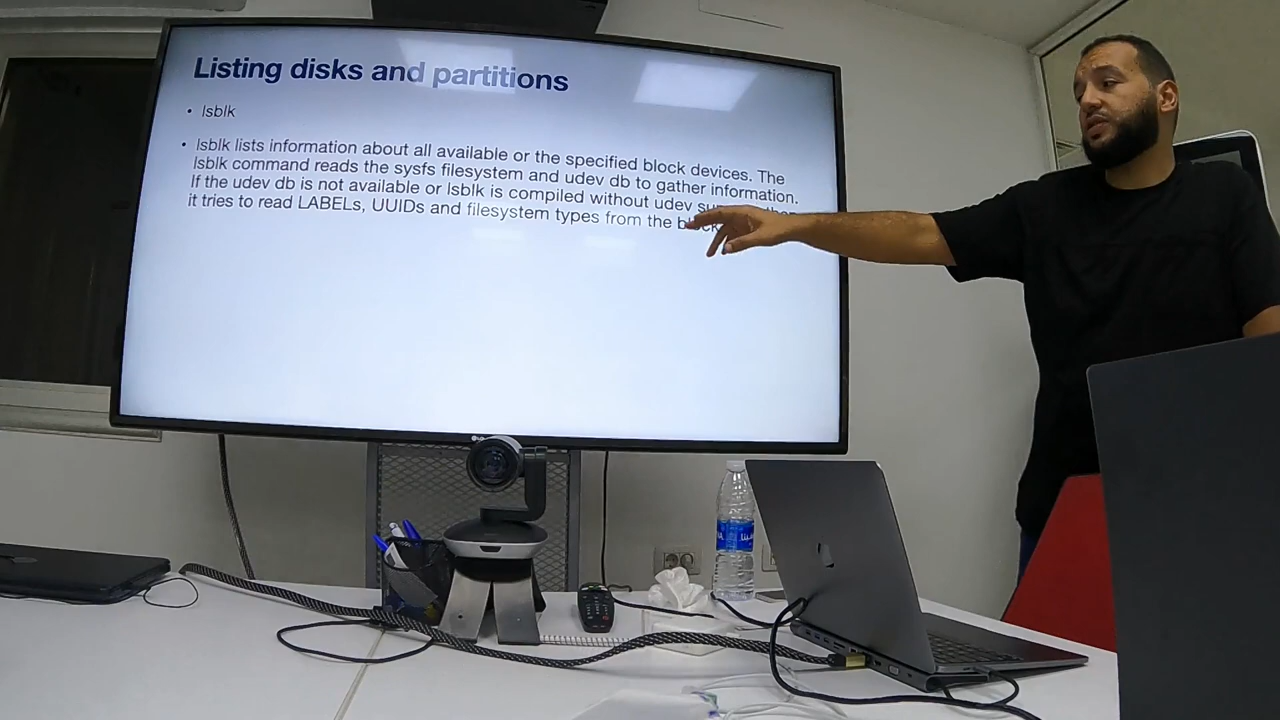 Listing disks and partitions
• lsblk
• lsblk lists information about all available or the specified block devices. The
lsblk command reads the sysfs filesystem and udev db to gather information.
If the udev db is not available or lsblk is compiled without udev
it tries to read LABELs, UUIDs and filesystem types from the block